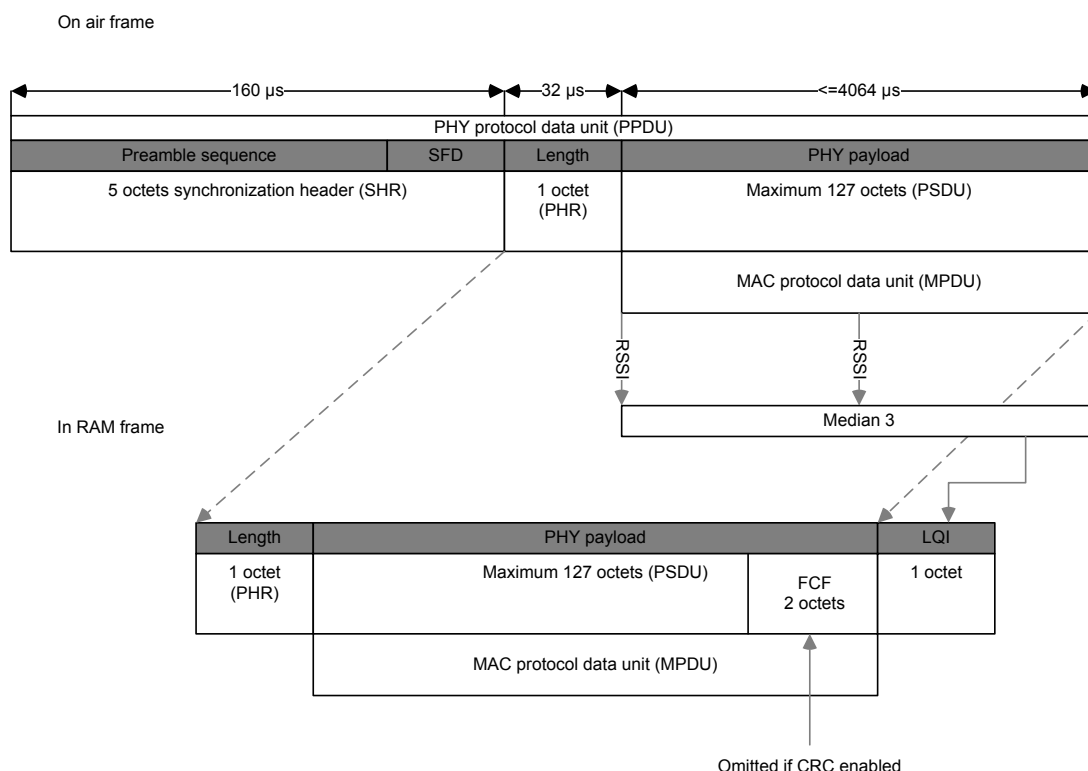 On air frame
160 µs
32 µs
<=4064 µs
PHY protocol data unit (PPDU)
Preamble sequence
SFD
Length
PHY payload
5 octets synchronization header (SHR)
1 octet
(PHR)
Maximum 127 octets (PSDU)
MAC protocol data unit (MPDU)
RSSI
RSSI
In RAM frame
Median 3
Length
PHY payload
LQI
1 octet
(PHR)
Maximum 127 octets (PSDU)
FCF
2 octets
1 octet
MAC protocol data unit (MPDU)
Omitted if CRC enabled